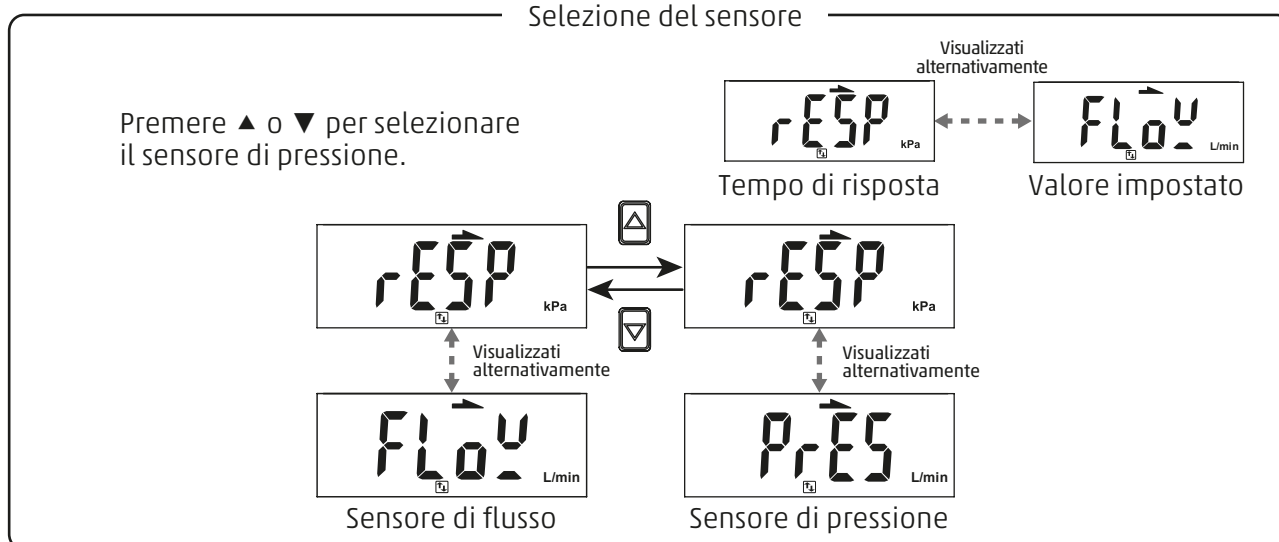 Selezione del sensore
Visualizzati
alternativamente
Premere ▲ o ▼ per selezionare
il sensore di pressione.
rESP
kPa
FLow
L/min
Tempo di risposta
Valore impostato
rESP
kPa
rESP
kPa
Visualizzati
alternativamente
Visualizzati
alternativamente
FLow
L/min
PrES
L/min
Sensore di flusso
Sensore di pressione